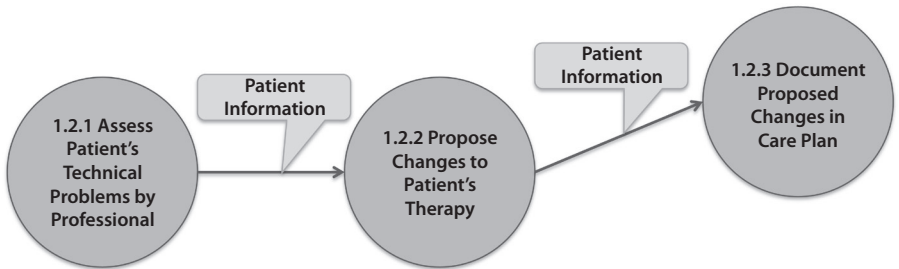 1.2.1 Assess
Patient's
Technical
Problems by
Professional
Patient
Information
1.2.2 Propose
Changes to
Patient's
Therapy
Patient
Information
1.2.3 Document
Proposed
Changes in
Care Plan